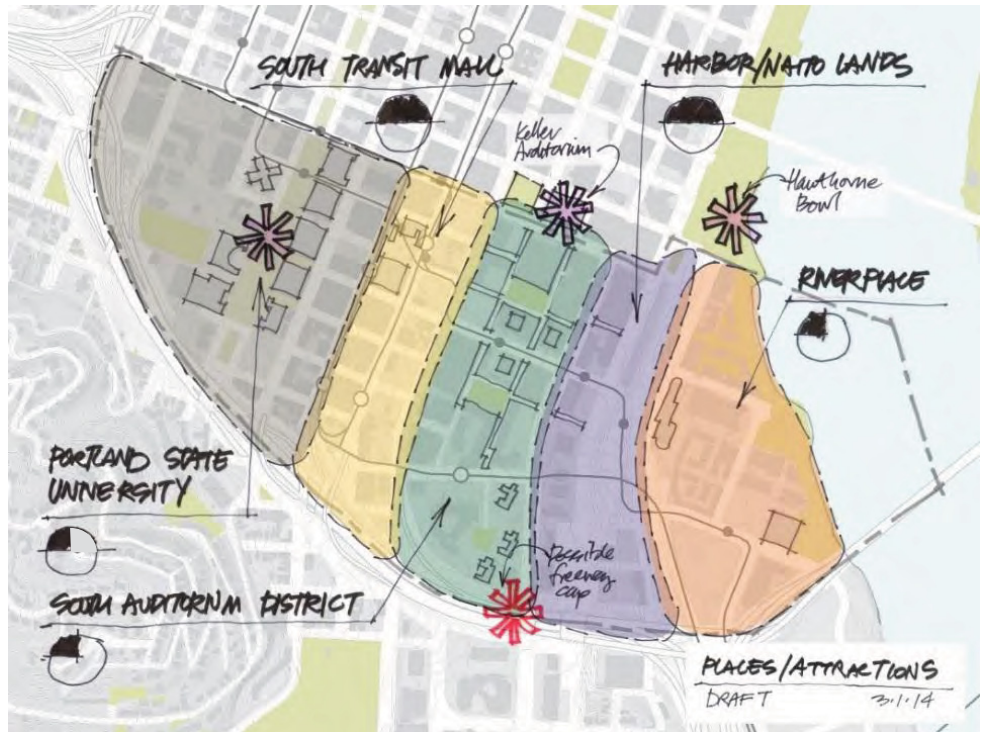 SOUTH TRANSIT MALL
HARBOR/NAITO LANDS
Keller
Auditorium
Hawthorne
Bowl
RIVERPLACE
PORTLAND STATE
UNIVERSITY
SOUTH AUDITORIUM DISTRICT
Possible
freeway
cap
PLACES/ATTRACTIONS
DRAFT 3.1.14